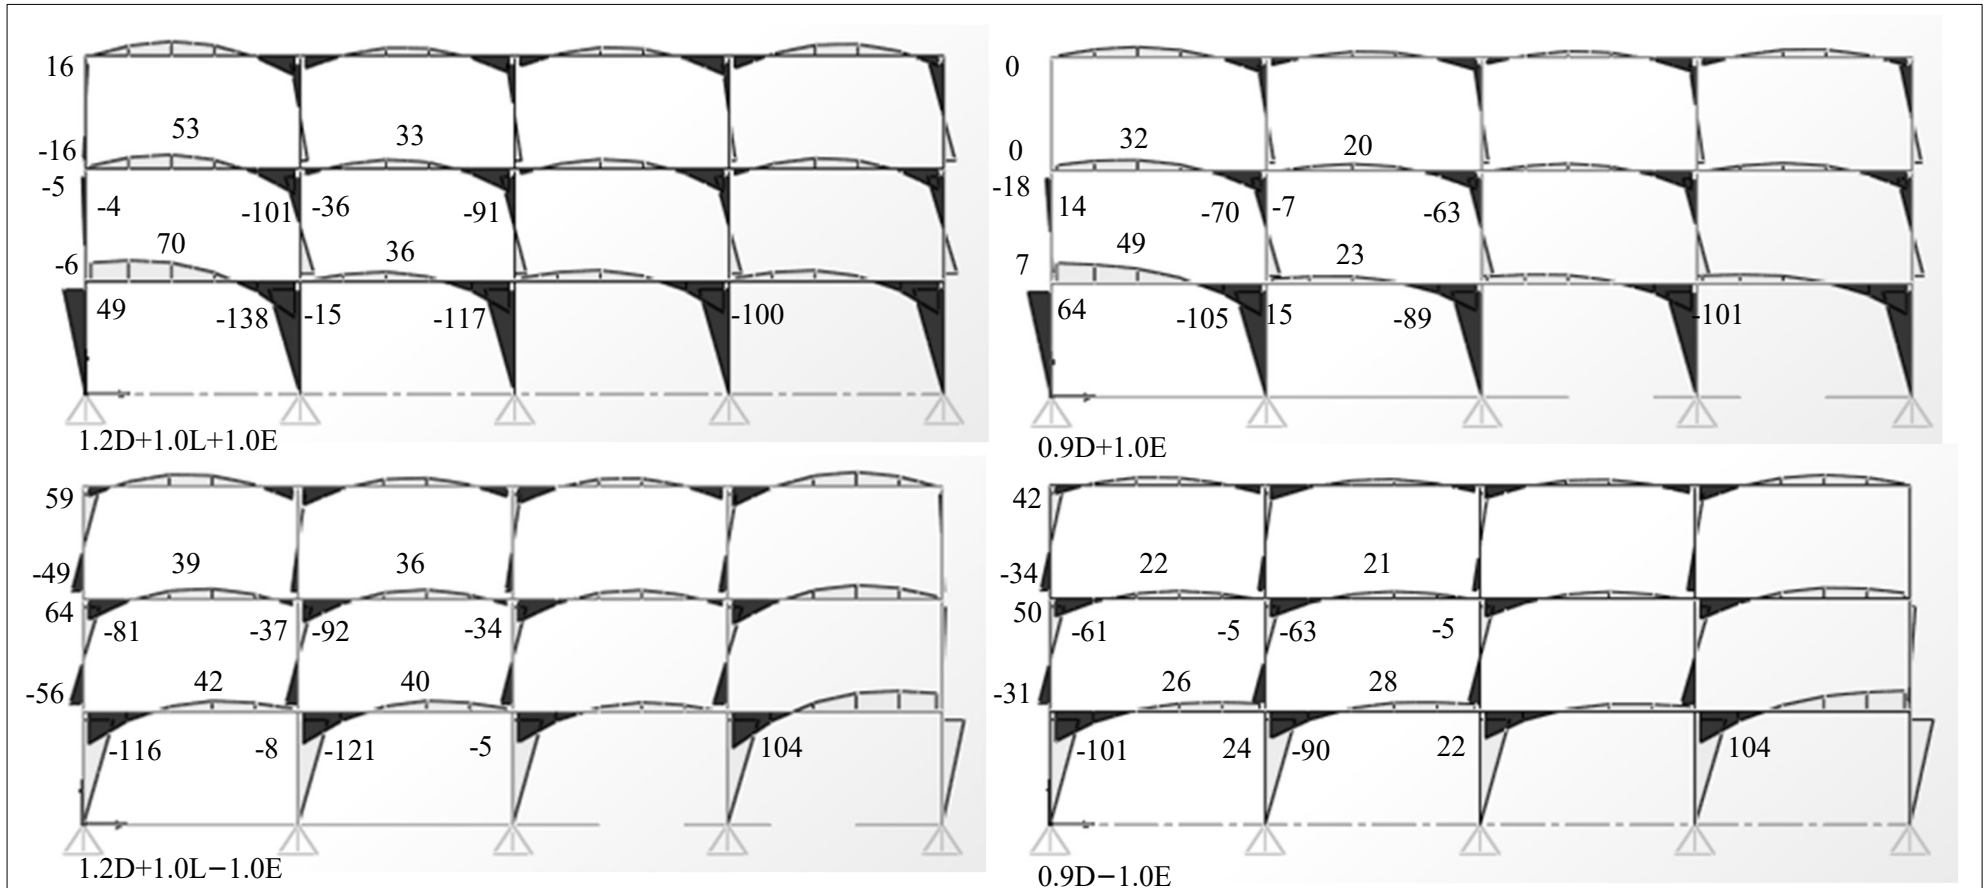 16
53 33
-16
-5
-4 -101 -36 -91
70 36
-6
49 -138 -15 -117 -100
1.2D+1.0L+1.0E
0
32 20
0
-18
14 -70 -7 -63
49 23
7
64 -105 15 -89 -101
0.9D+1.0E
59
39 36
-49
64
-81 -37 -92 -34
42 40
-56
-116 -8 -121 -5 104
1.2D+1.0L−1.0E
42
22 21
-34
50
-61 -5 -63 -5
26 28
-31
-101 24 -90 22 104
0.9D−1.0E